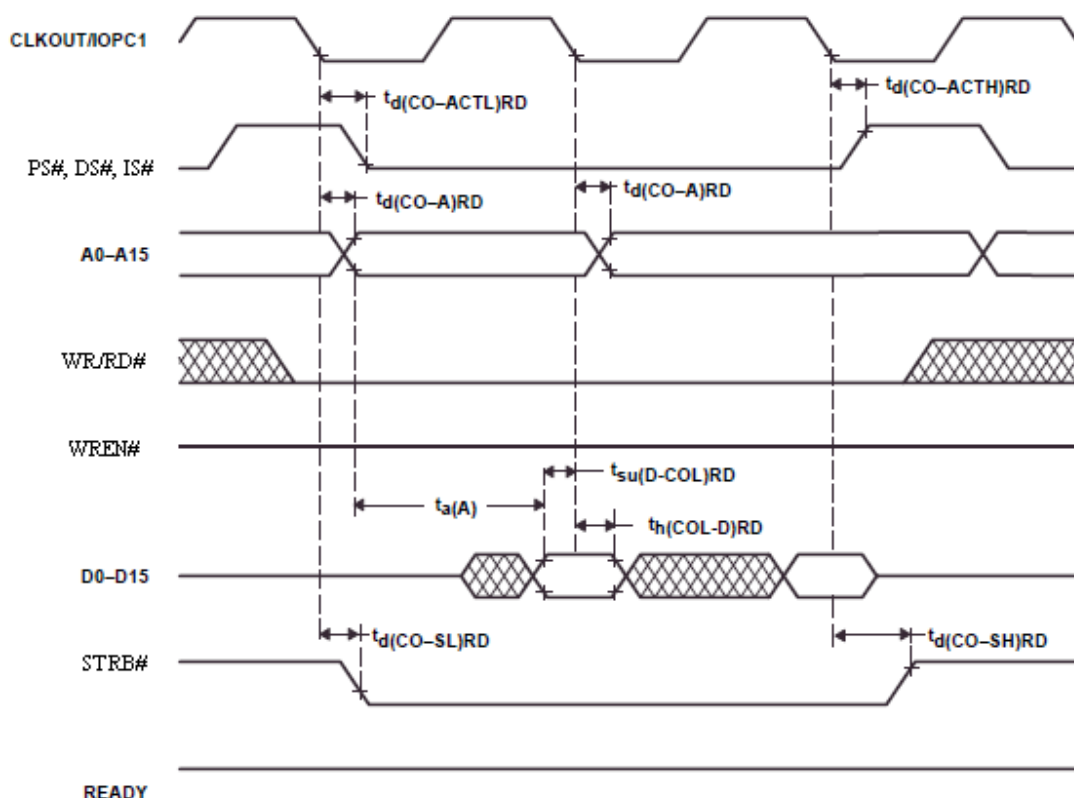 CLKOUT/IOPC1
td(CO–ACTL)RD
td(CO–ACTH)RD
PS#, DS#, IS#
td(CO–A)RD
td(CO–A)RD
A0–A15
WR/RD#
WREN#
tsu(D-COL)RD
ta(A)
th(COL-D)RD
D0–D15
td(CO–SL)RD
td(CO–SH)RD
STRB#
READY